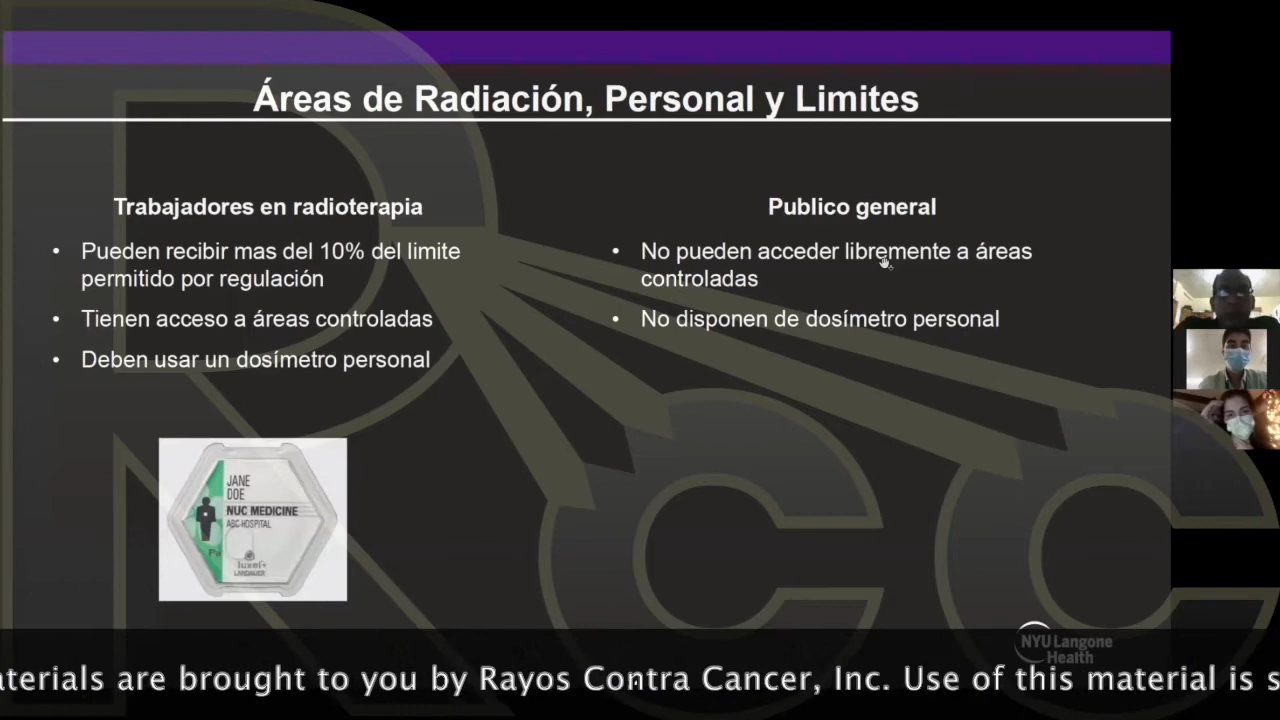 Áreas de Radiación, Personal y Limites
Trabajadores en radioterapia
• Pueden recibir mas del 10% del limite
permitido por regulación
• Tienen acceso a áreas controladas
• Deben usar un dosímetro personal
Publico general
• No pueden acceder libremente a áreas
controladas
• No disponen de dosímetro personal
JANE
DOE
NUC MEDICINE
ABC HOSPITAL
luxel+
LANDAUER
RCC
NYU Langone
Health
aterials are brought to you by Rayos Contra Cancer, Inc. Use of this material is s